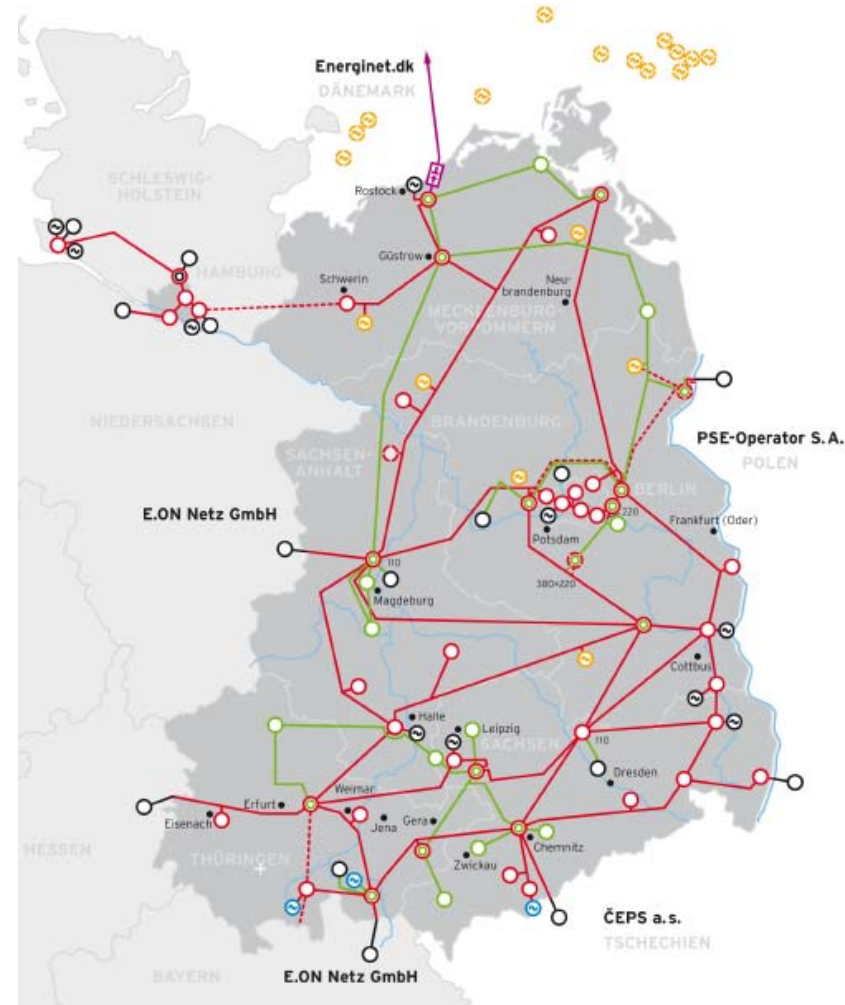 Energinet.dk
DÄNEMARK
SCHLESWIG-
HOLSTEIN
Rostock
HAMBURG
Güstrow
Schwerin
Neu-
brandenburg
MECKLENBURG-
VORPOMMERN
NIEDERSACHSEN
BRANDENBURG
SACHSEN-
ANHALT
PSE-Operator S.A.
POLEN
BERLIN
E.ON Netz GmbH
220
Frankfurt (Oder)
Potsdam
110
380+220
Magdeburg
Cottbus
Halle
Leipzig
SACHSEN
110
Dresden
Weimar
Erfurt
Eisenach
Jena
Gera
Chemnitz
HESSEN
THÜRINGEN
Zwickau
ČEPS a.s.
TSCHECHIEN
BAYERN
E.ON Netz GmbH